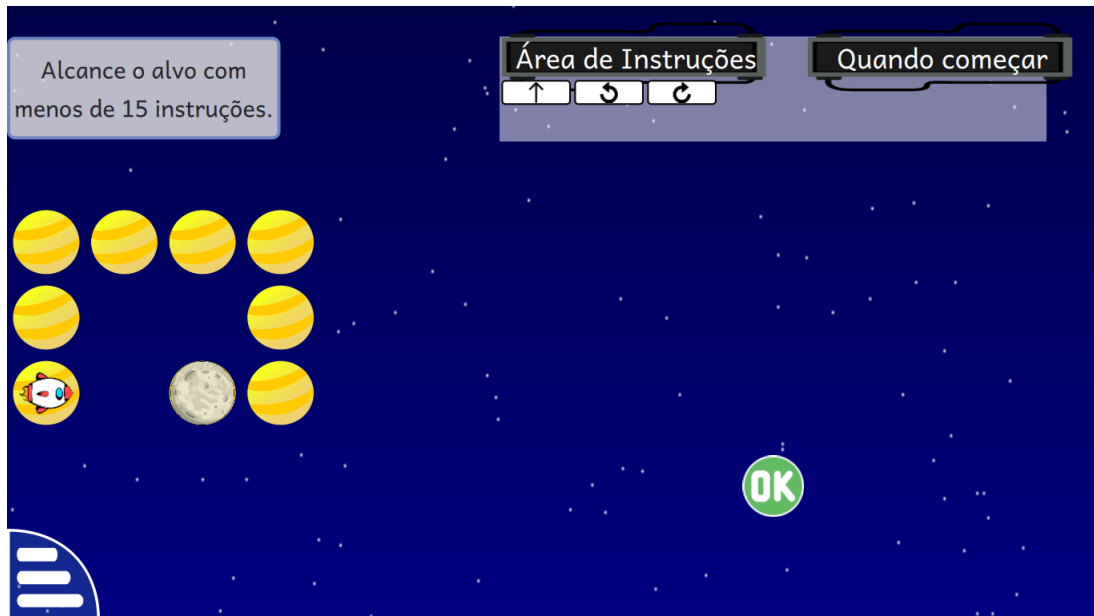 Alcance o alvo com
menos de 15 instruções.
Área de Instruções
Quando começar
OK